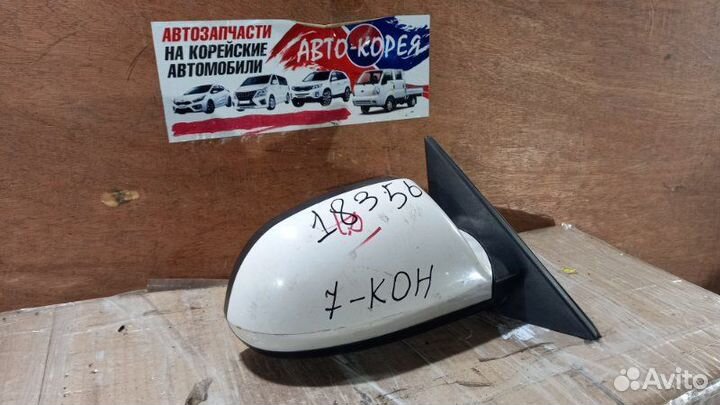 АВТОЗАПЧАСТИ
НА КОРЕЙСКИЕ
АВТОМОБИЛИ
АВТО-КОРЕЯ
18356
7-КОН
Avito